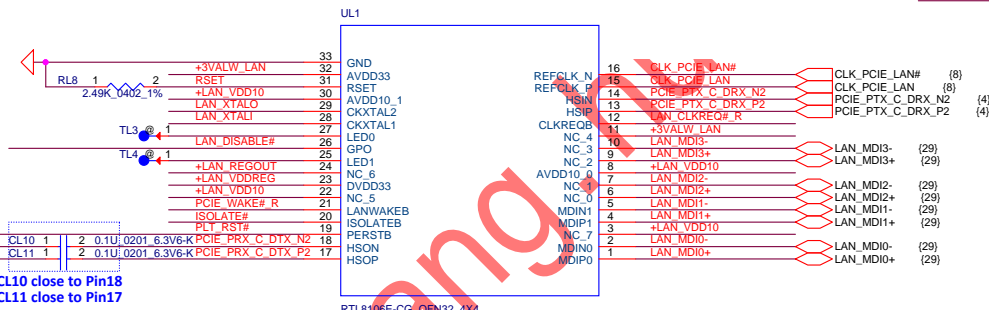 UL1
33 GND
+3VALW_LAN 32 AVDD33
RL8 1 2 RSET 31 RSET
2.49K_0402_1%
+LAN_VDD10 30 AVDD10_1
LAN_XTALO 29 CKXTAL2
LAN_XTALI 28 CKXTAL1
TL3 @ 1 27 LED0
LAN_DISABLE# 26 GPO
TL4 @ 1 25 LED1
+LAN_REGOUT 24 NC_6
+LAN_VDDREG 23 DVDD33
+LAN_VDD10 22 NC_5
PCIE_WAKE#_R 21 LANWAKEB
ISOLATE# 20 ISOLATEB
PLT_RST# 19 PERSTB
CL10 1 2 0.1U_0201_6.3V6-K PCIE_PRX_C_DTX_N2 18 HSON
CL11 1 2 0.1U_0201_6.3V6-K PCIE_PRX_C_DTX_P2 17 HSOP
CL10 close to Pin18
CL11 close to Pin17
REFCLK_N 16 CLK_PCIE_LAN# CLK_PCIE_LAN# {8}
REFCLK_P 15 CLK_PCIE_LAN CLK_PCIE_LAN {8}
HSIN 14 PCIE_PTX_C_DRX_N2 PCIE_PTX_C_DRX_N2 {4}
HSIP 13 PCIE_PTX_C_DRX_P2 PCIE_PTX_C_DRX_P2 {4}
CLKREQB 12 LAN_CLKREQ#_R
NC_4 11 +3VALW_LAN
NC_3 10 LAN_MDI3- LAN_MDI3- {29}
NC_2 9 LAN_MDI3+ LAN_MDI3+ {29}
AVDD10_0 8 +LAN_VDD10
NC_1 7 LAN_MDI2- LAN_MDI2- {29}
NC_0 6 LAN_MDI2+ LAN_MDI2+ {29}
MDIN1 5 LAN_MDI1- LAN_MDI1- {29}
MDIP1 4 LAN_MDI1+ LAN_MDI1+ {29}
NC_7 3 +LAN_VDD10
MDIN0 2 LAN_MDI0- LAN_MDI0- {29}
MDIP0 1 LAN_MDI0+ LAN_MDI0+ {29}
RTL8106E-CG_QFN32_4X4